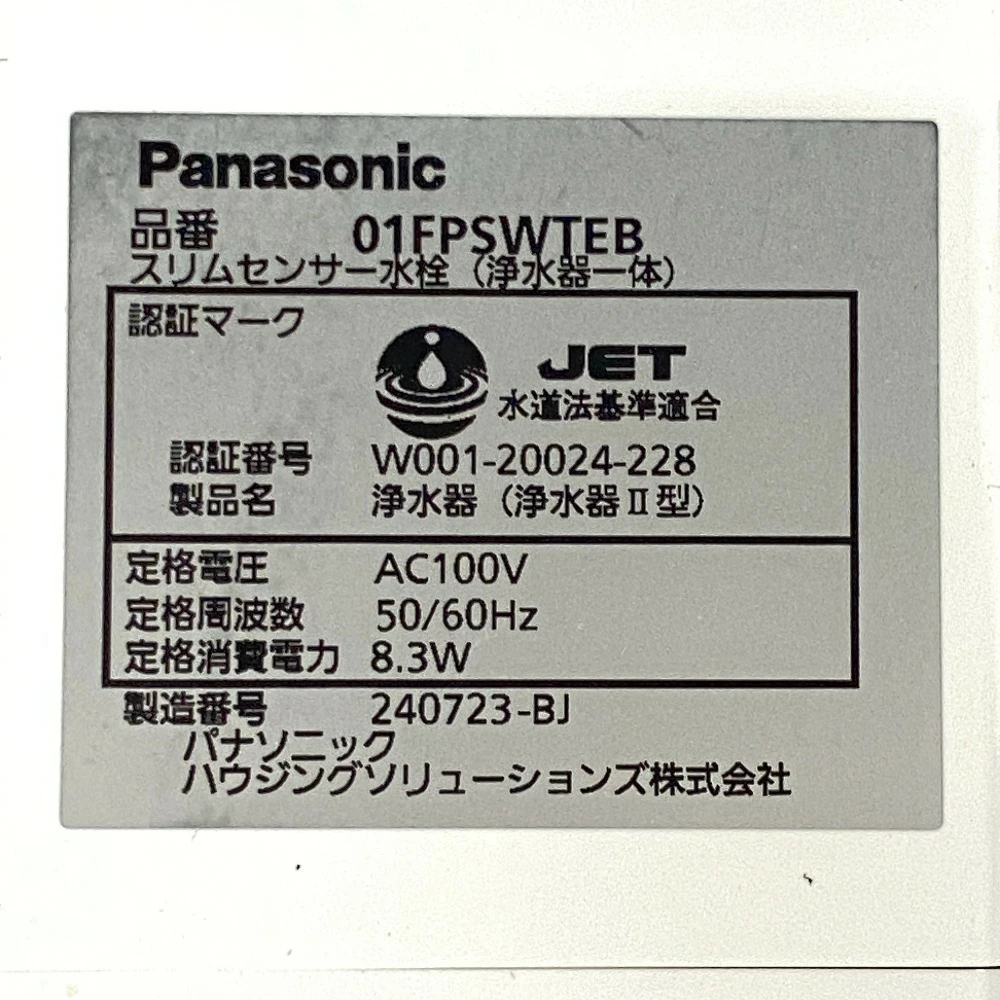 Panasonic
品番 01FPSWTEB
スリムセンサー水栓（浄水器一体）
認証マーク
JET
水道法基準適合
認証番号 W001-20024-228
製品名 浄水器（浄水器Ⅱ型）
定格電圧 AC100V
定格周波数 50/60Hz
定格消費電力 8.3W
製造番号 240723-BJ
パナソニック
ハウジングソリューションズ株式会社